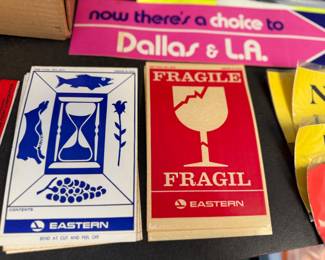 now there's a choice to
Dallas & L.A.
CONTENTS:
EASTERN
BEND AT CUT AND PEEL OFF
FRAGILE
FRAGIL
EASTERN
N